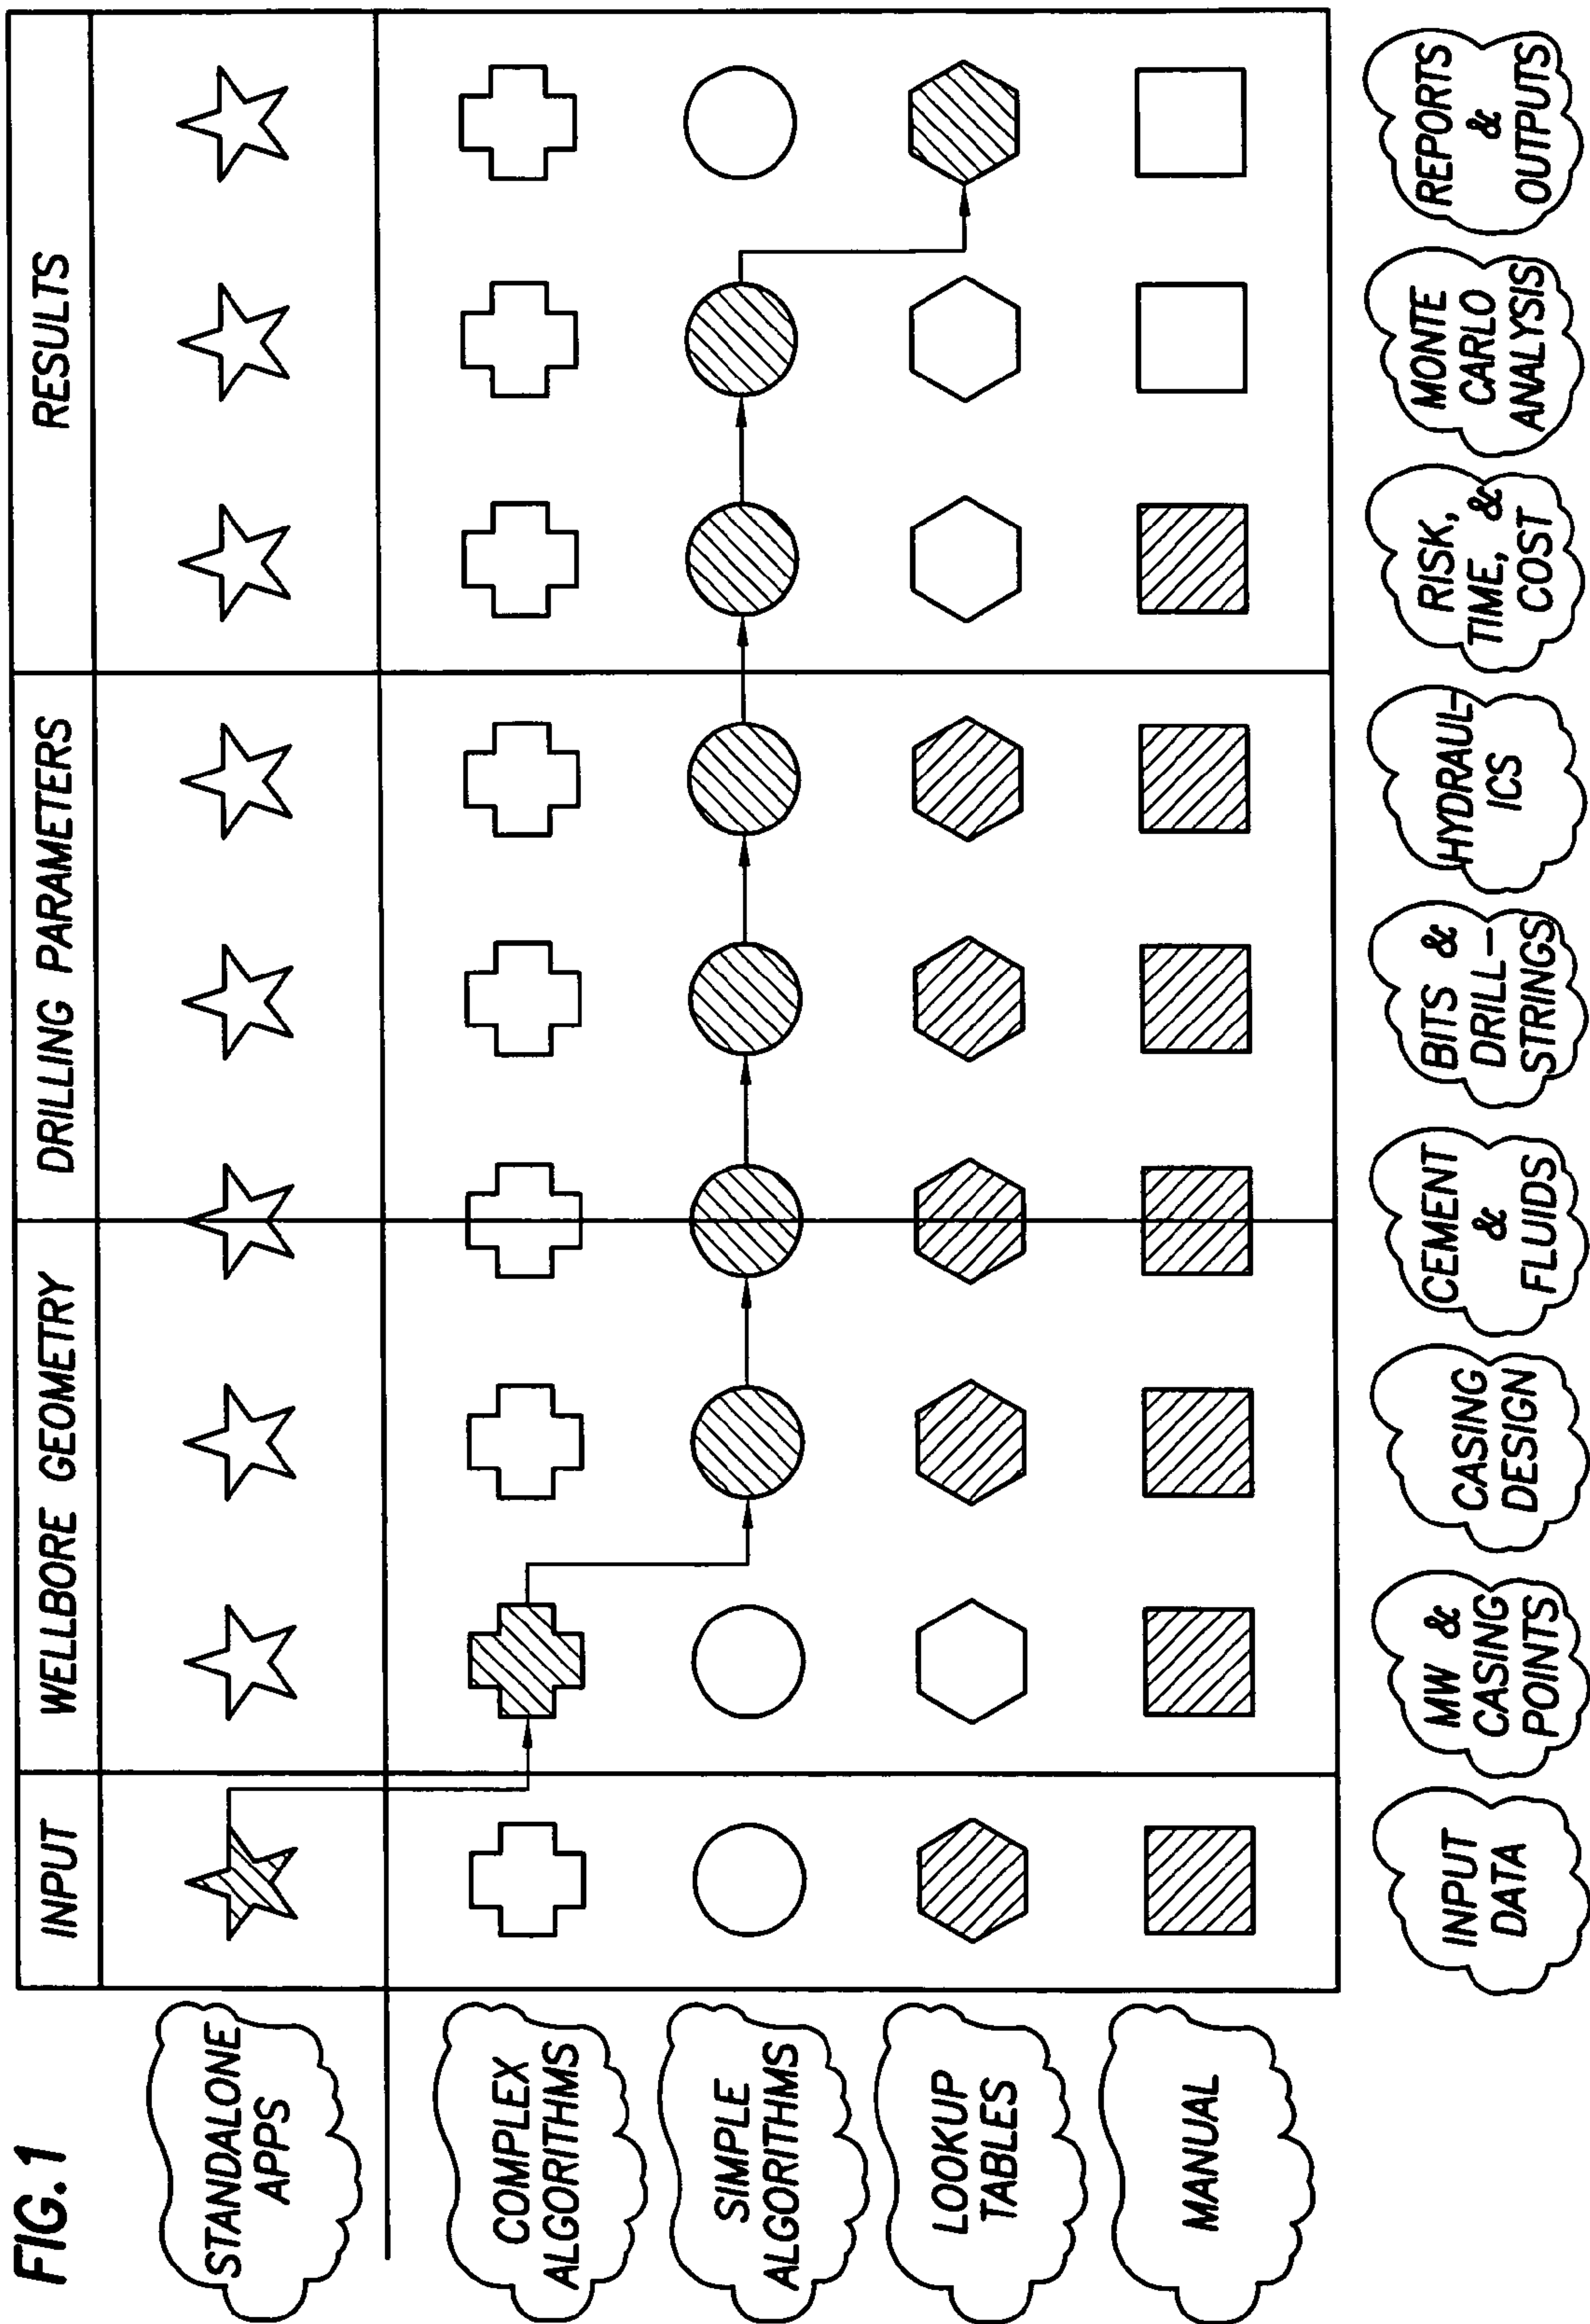 FIG.1
INPUT
WELLBORE GEOMETRY
DRILLING PARAMETERS
RESULTS
STANDALONE
APPS
COMPLEX
ALGORITHMS
SIMPLE
ALGORITHMS
LOOKUP
TABLES
MANUAL
INPUT
DATA
MW &
CASING
POINTS
CASING
DESIGN
CEMENT
&
FLUIDS
BITS &
DRILL-
STRINGS
HYDRAUL-
ICS
RISK,
TIME, &
COST
MONTE
CARLO
ANALYSIS
REPORTS
&
OUTPUTS